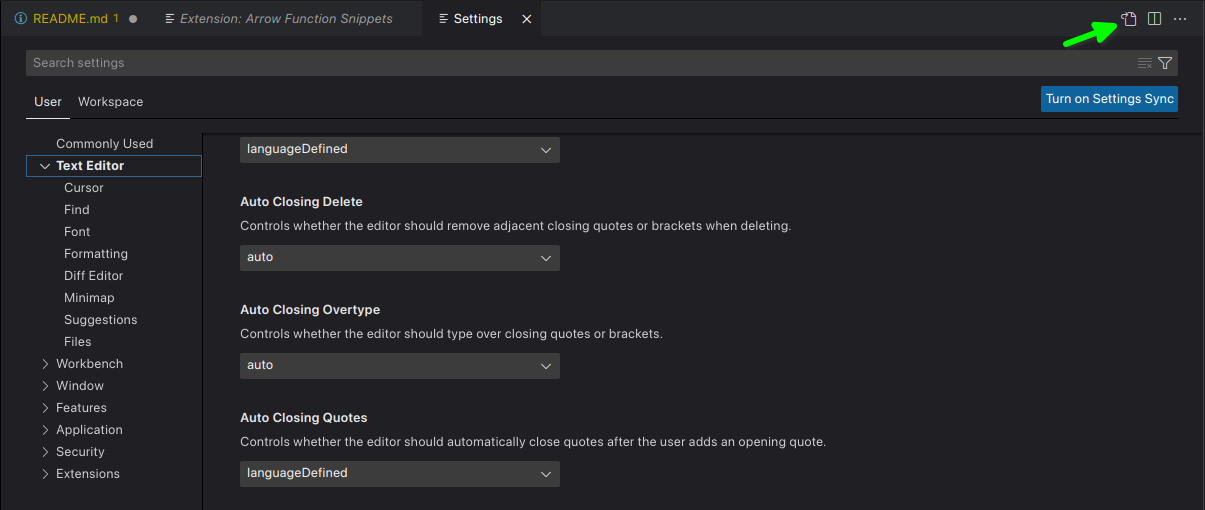 README.md 1 Extension: Arrow Function Snippets Settings
Search settings
User Workspace Turn on Settings Sync
Commonly Used
Text Editor
Cursor
Find
Font
Formatting
Diff Editor
Minimap
Suggestions
Files
Workbench
Window
Features
Application
Security
Extensions
languageDefined
Auto Closing Delete
Controls whether the editor should remove adjacent closing quotes or brackets when deleting.
auto
Auto Closing Overtype
Controls whether the editor should type over closing quotes or brackets.
auto
Auto Closing Quotes
Controls whether the editor should automatically close quotes after the user adds an opening quote.
languageDefined